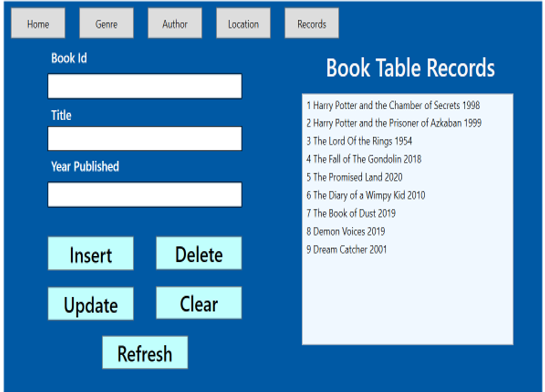 Home Genre Author Location Records
Book Id
Title
Year Published
Insert Delete
Update Clear
Refresh
Book Table Records
1 Harry Potter and the Chamber of Secrets 1998
2 Harry Potter and the Prisoner of Azkaban 1999
3 The Lord Of the Rings 1954
4 The Fall of The Gondolin 2018
5 The Promised Land 2020
6 The Diary of a Wimpy Kid 2010
7 The Book of Dust 2019
8 Demon Voices 2019
9 Dream Catcher 2001